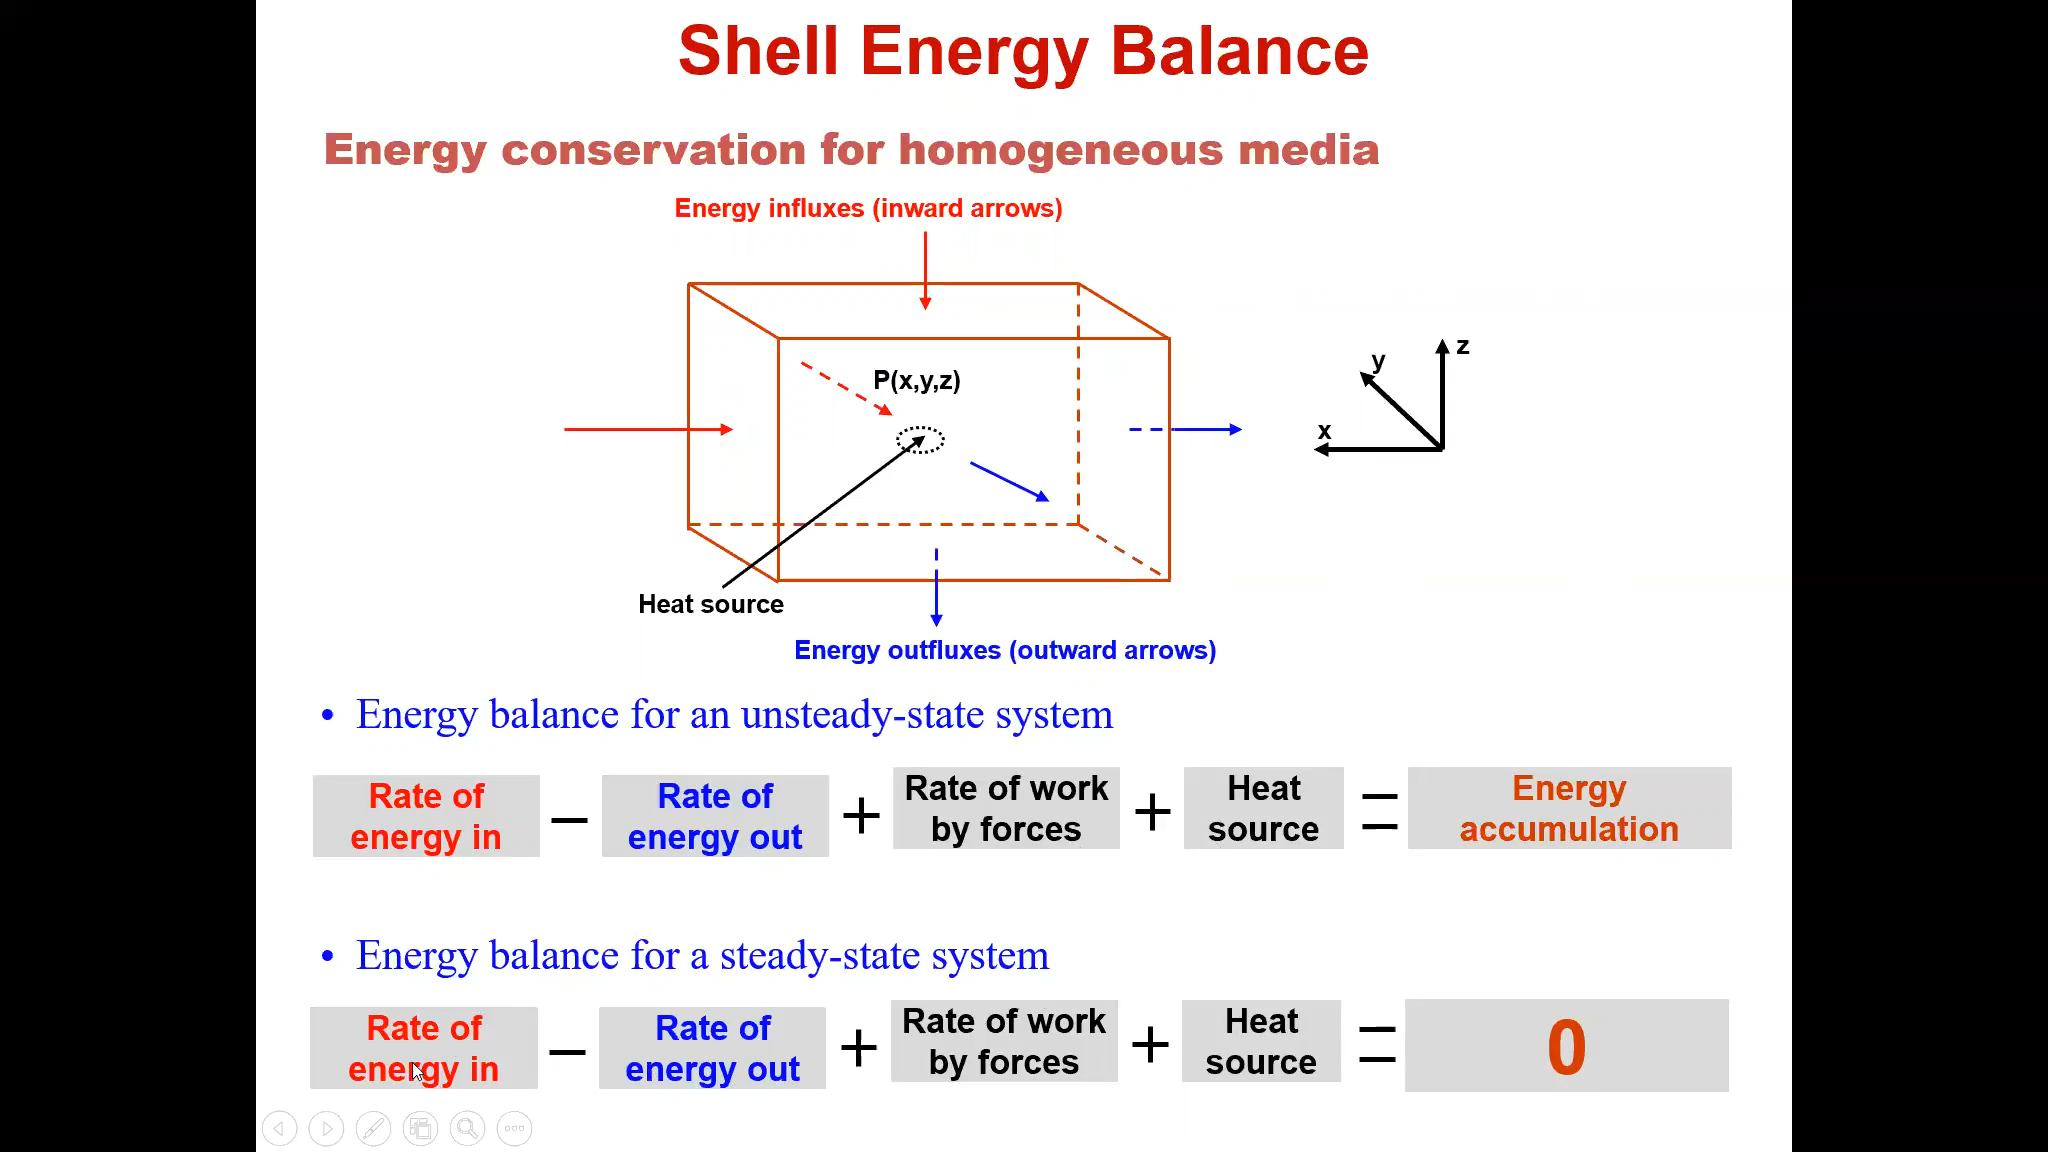 Shell Energy Balance
Energy conservation for homogeneous media
Energy influxes (inward arrows)
P(x,y,z)
x
y
z
Heat source
Energy outfluxes (outward arrows)
• Energy balance for an unsteady-state system
Rate of
energy in
–
Rate of
energy out
+
Rate of work
by forces
+
Heat
source
=
Energy
accumulation
• Energy balance for a steady-state system
Rate of
energy in
–
Rate of
energy out
+
Rate of work
by forces
+
Heat
source
=
0